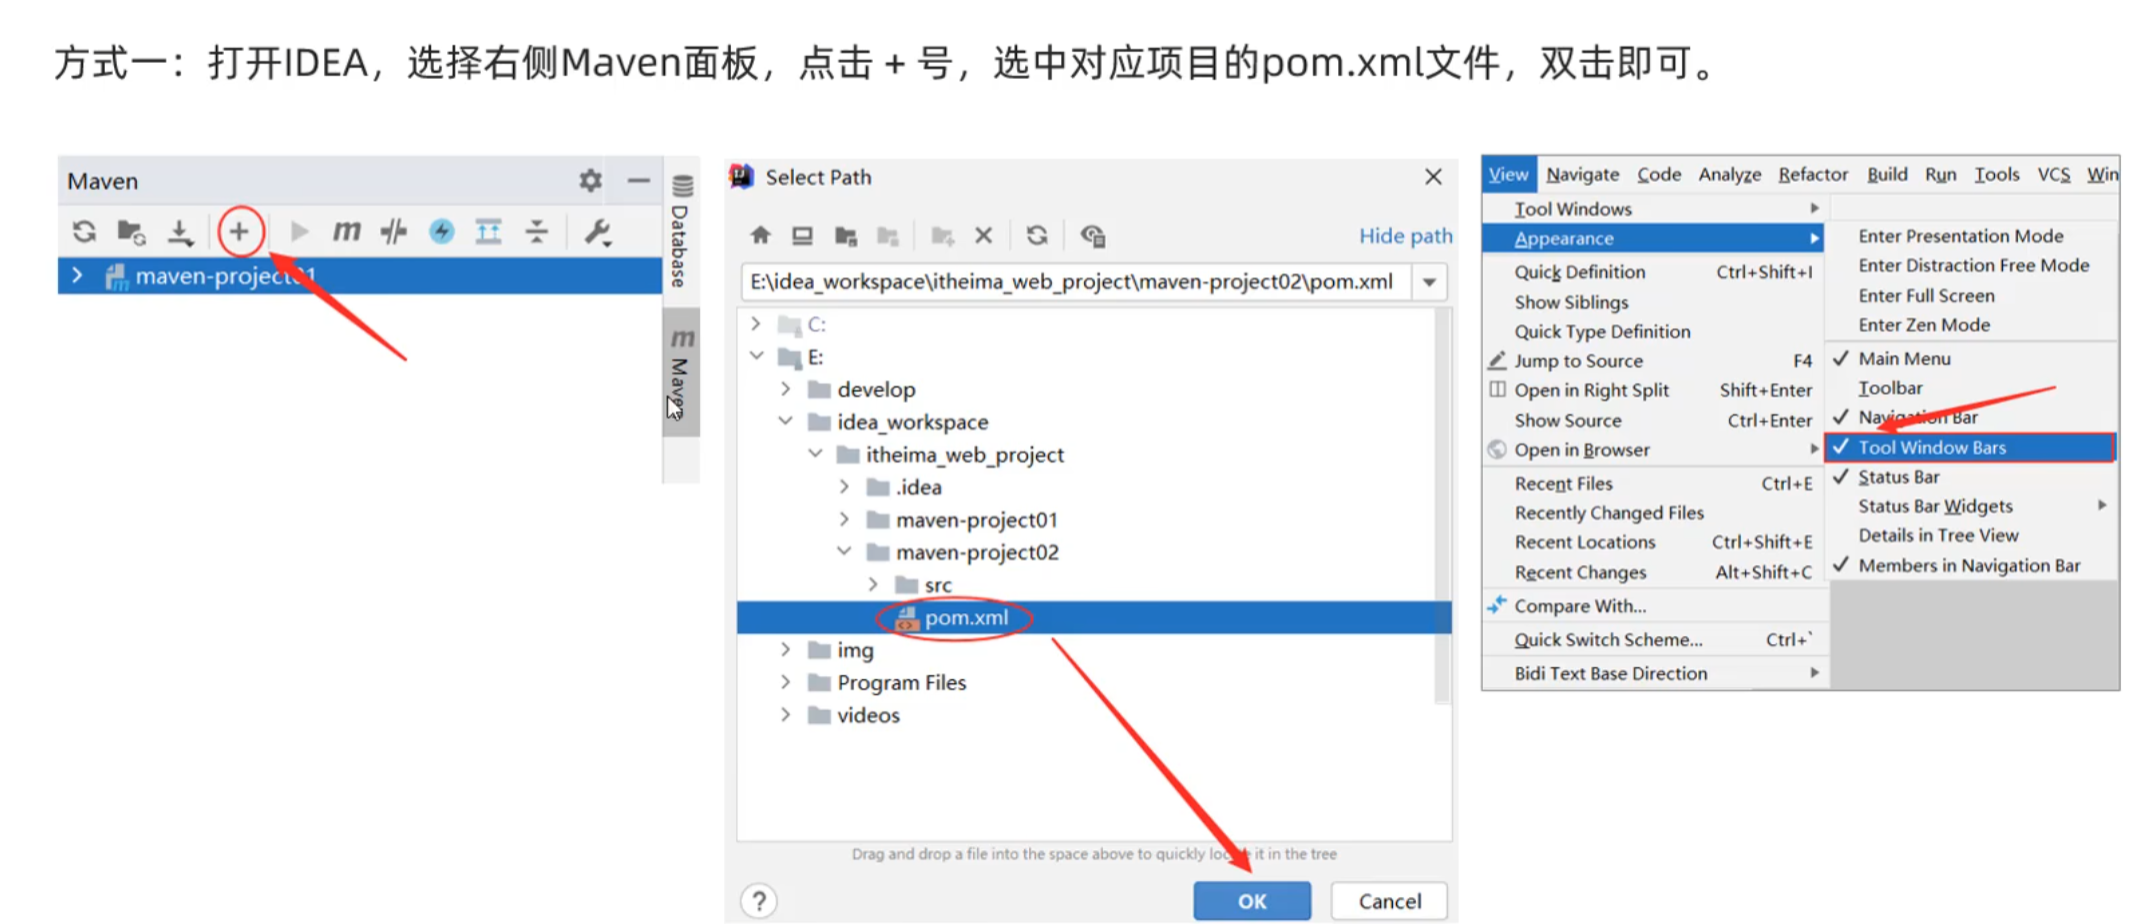 方式一：打开IDEA，选择右侧Maven面板，点击 + 号，选中对应项目的pom.xml文件，双击即可。
Maven
maven-project01
Database
Maven
Select Path
Hide path
E:\idea_workspace\itheima_web_project\maven-project02\pom.xml
C:
E:
develop
idea_workspace
itheima_web_project
.idea
maven-project01
maven-project02
src
pom.xml
img
Program Files
videos
Drag and drop a file into the space above to quickly locate it in the tree
? OK Cancel
View Navigate Code Analyze Refactor Build Run Tools VCS Win
Tool Windows
Appearance
Quick Definition Ctrl+Shift+I
Show Siblings
Quick Type Definition
Jump to Source F4
Open in Right Split Shift+Enter
Show Source Ctrl+Enter
Open in Browser
Recent Files Ctrl+E
Recently Changed Files
Recent Locations Ctrl+Shift+E
Recent Changes Alt+Shift+C
Compare With...
Quick Switch Scheme... Ctrl+`
Bidi Text Base Direction
Enter Presentation Mode
Enter Distraction Free Mode
Enter Full Screen
Enter Zen Mode
Main Menu
Toolbar
Navigation Bar
Tool Window Bars
Status Bar
Status Bar Widgets
Details in Tree View
Members in Navigation Bar